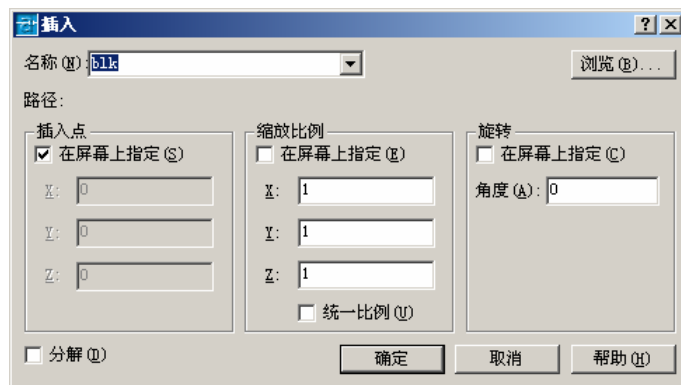 插入
名称(N): blk
浏览(B)...
路径:
插入点
在屏幕上指定(S)
X: 0
Y: 0
Z: 0
缩放比例
在屏幕上指定(E)
X: 1
Y: 1
Z: 1
统一比例(U)
旋转
在屏幕上指定(C)
角度(A): 0
分解(D)
确定
取消
帮助(H)